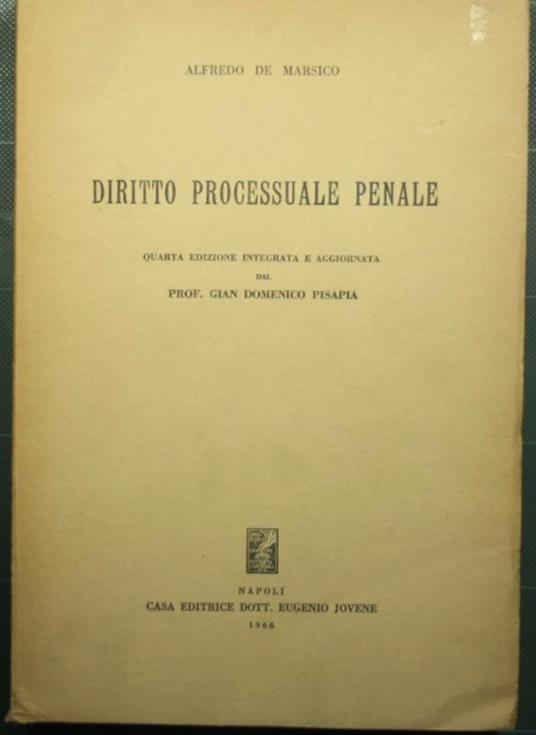 ALFREDO DE MARSICO
DIRITTO PROCESSUALE PENALE
QUARTA EDIZIONE INTEGRATA E AGGIORNATA
DAL
PROF. GIAN DOMENICO PISAPIA
NAPOLI
CASA EDITRICE DOTT. EUGENIO JOVENE
1966